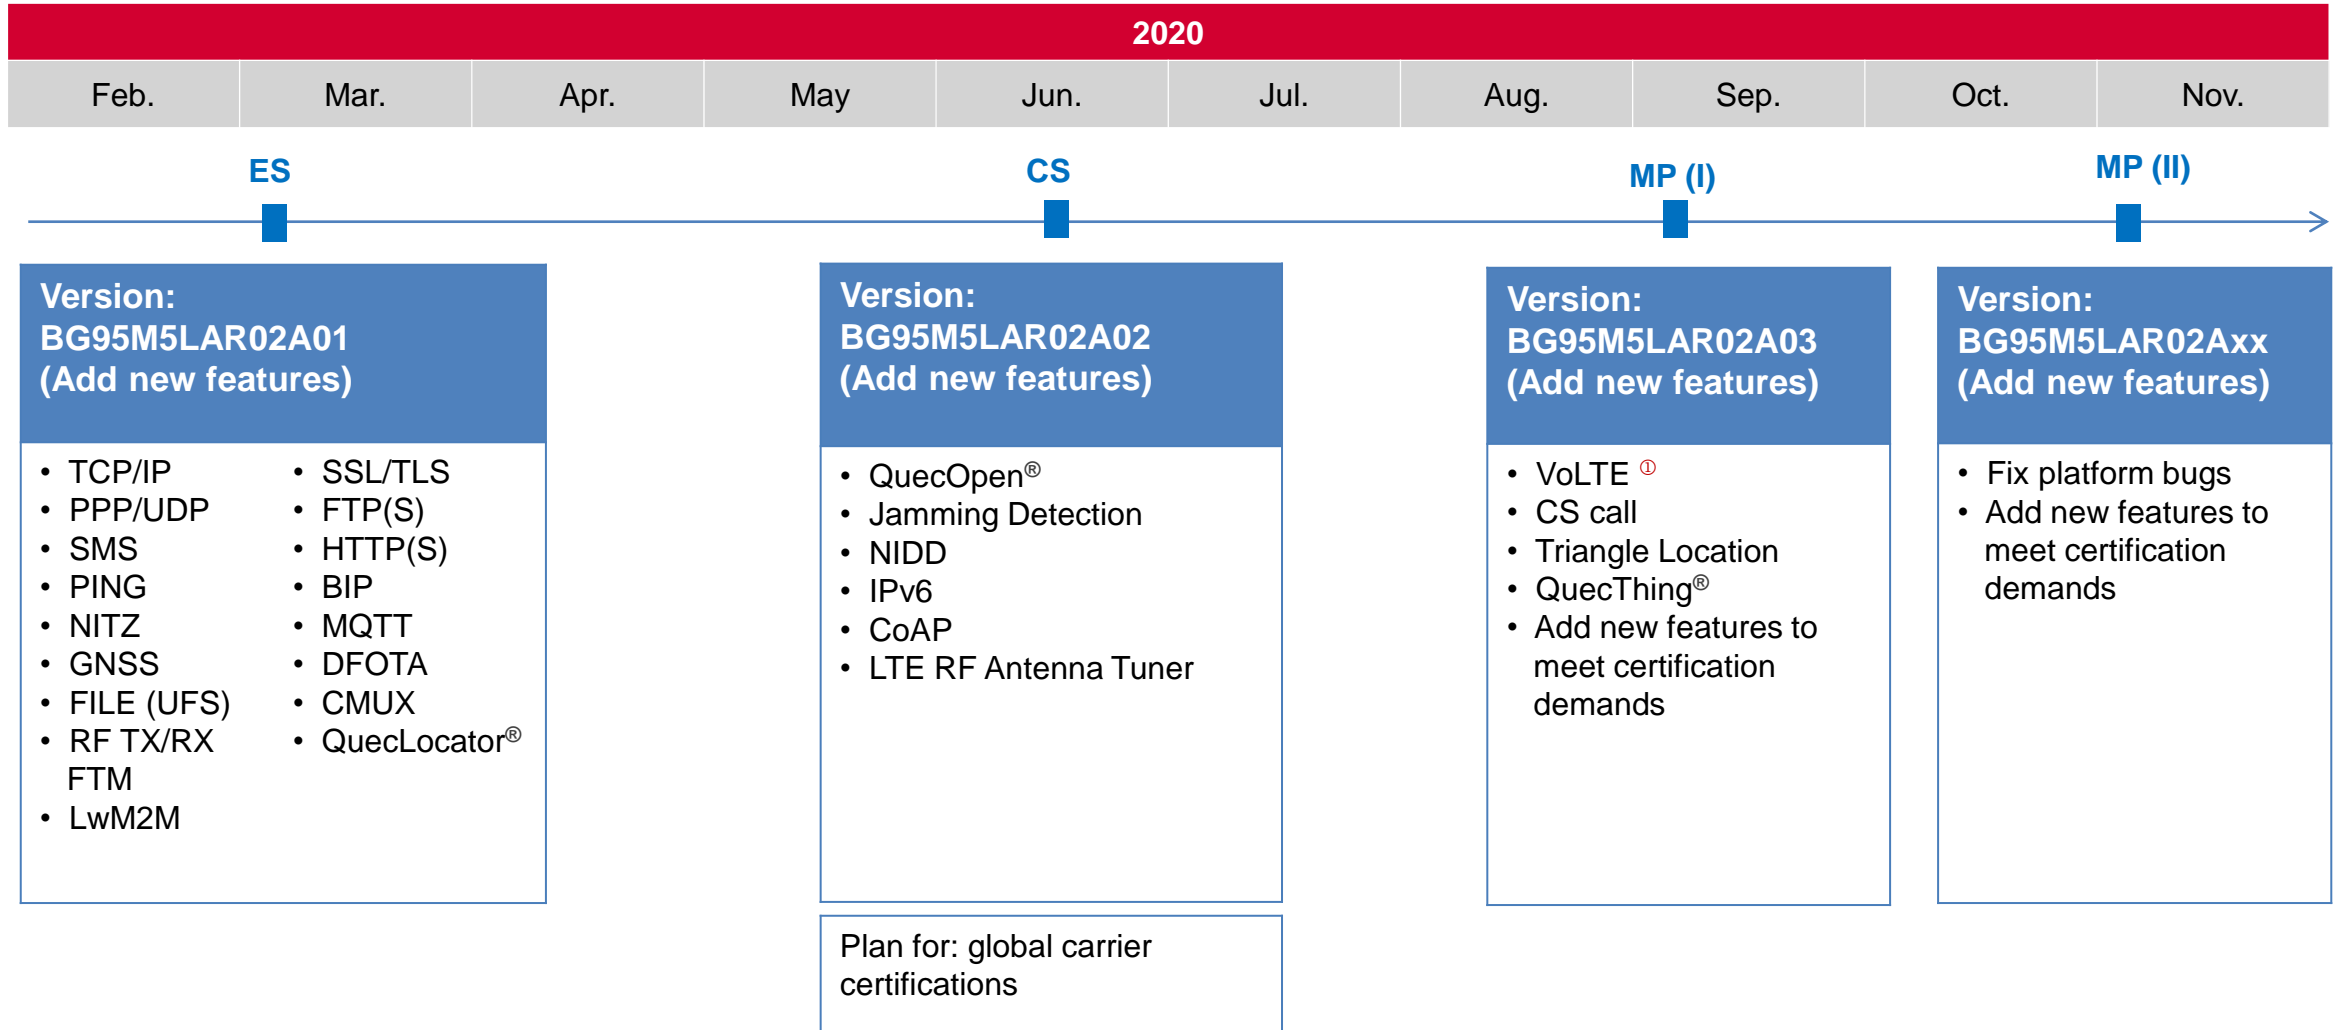 2020
Feb.
Mar.
Apr.
May
Jun.
Jul.
Aug.
Sep.
Oct.
Nov.
ES
CS
MP (I)
MP (II)
Version:
BG95M5LAR02A01
(Add new features)
• TCP/IP
• PPP/UDP
• SMS
• PING
• NITZ
• GNSS
• FILE (UFS)
• RF TX/RX
FTM
• LwM2M
• SSL/TLS
• FTP(S)
• HTTP(S)
• BIP
• MQTT
• DFOTA
• CMUX
• QuecLocator®
Version:
BG95M5LAR02A02
(Add new features)
• QuecOpen®
• Jamming Detection
• NIDD
• IPv6
• CoAP
• LTE RF Antenna Tuner
Plan for: global carrier
certifications
Version:
BG95M5LAR02A03
(Add new features)
• VoLTE ①
• CS call
• Triangle Location
• QuecThing®
• Add new features to
meet certification
demands
Version:
BG95M5LAR02Axx
(Add new features)
• Fix platform bugs
• Add new features to
meet certification
demands